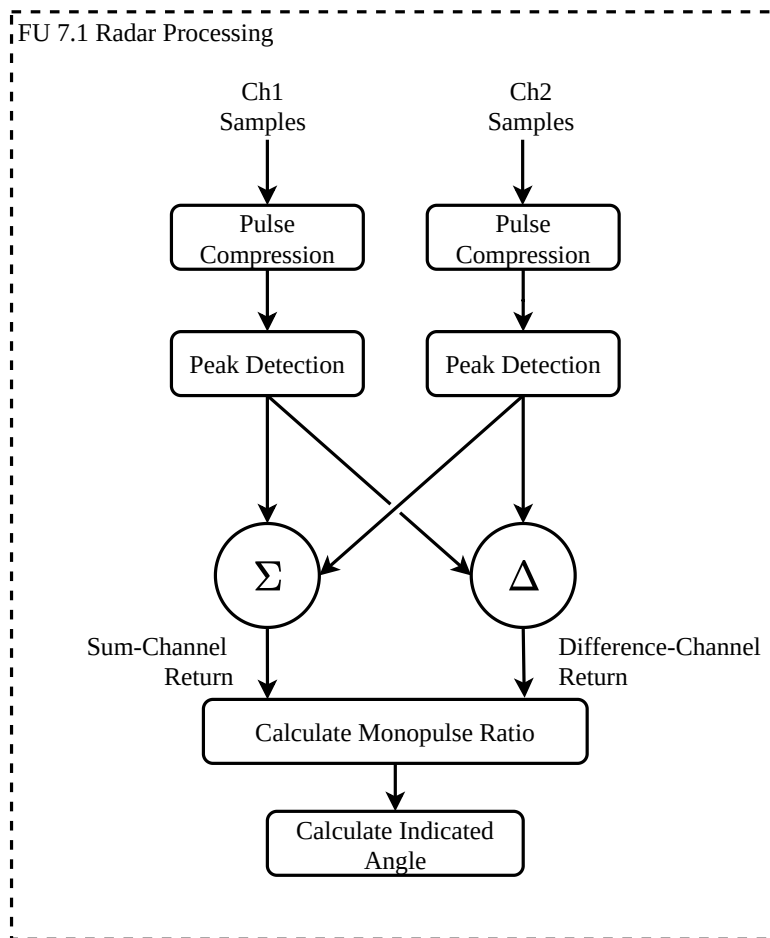 FU 7.1 Radar Processing
Ch1
Samples
Ch2
Samples
Pulse
Compression
Pulse
Compression
Peak Detection
Peak Detection
Σ
Δ
Sum-Channel
Return
Difference-Channel
Return
Calculate Monopulse Ratio
Calculate Indicated
Angle